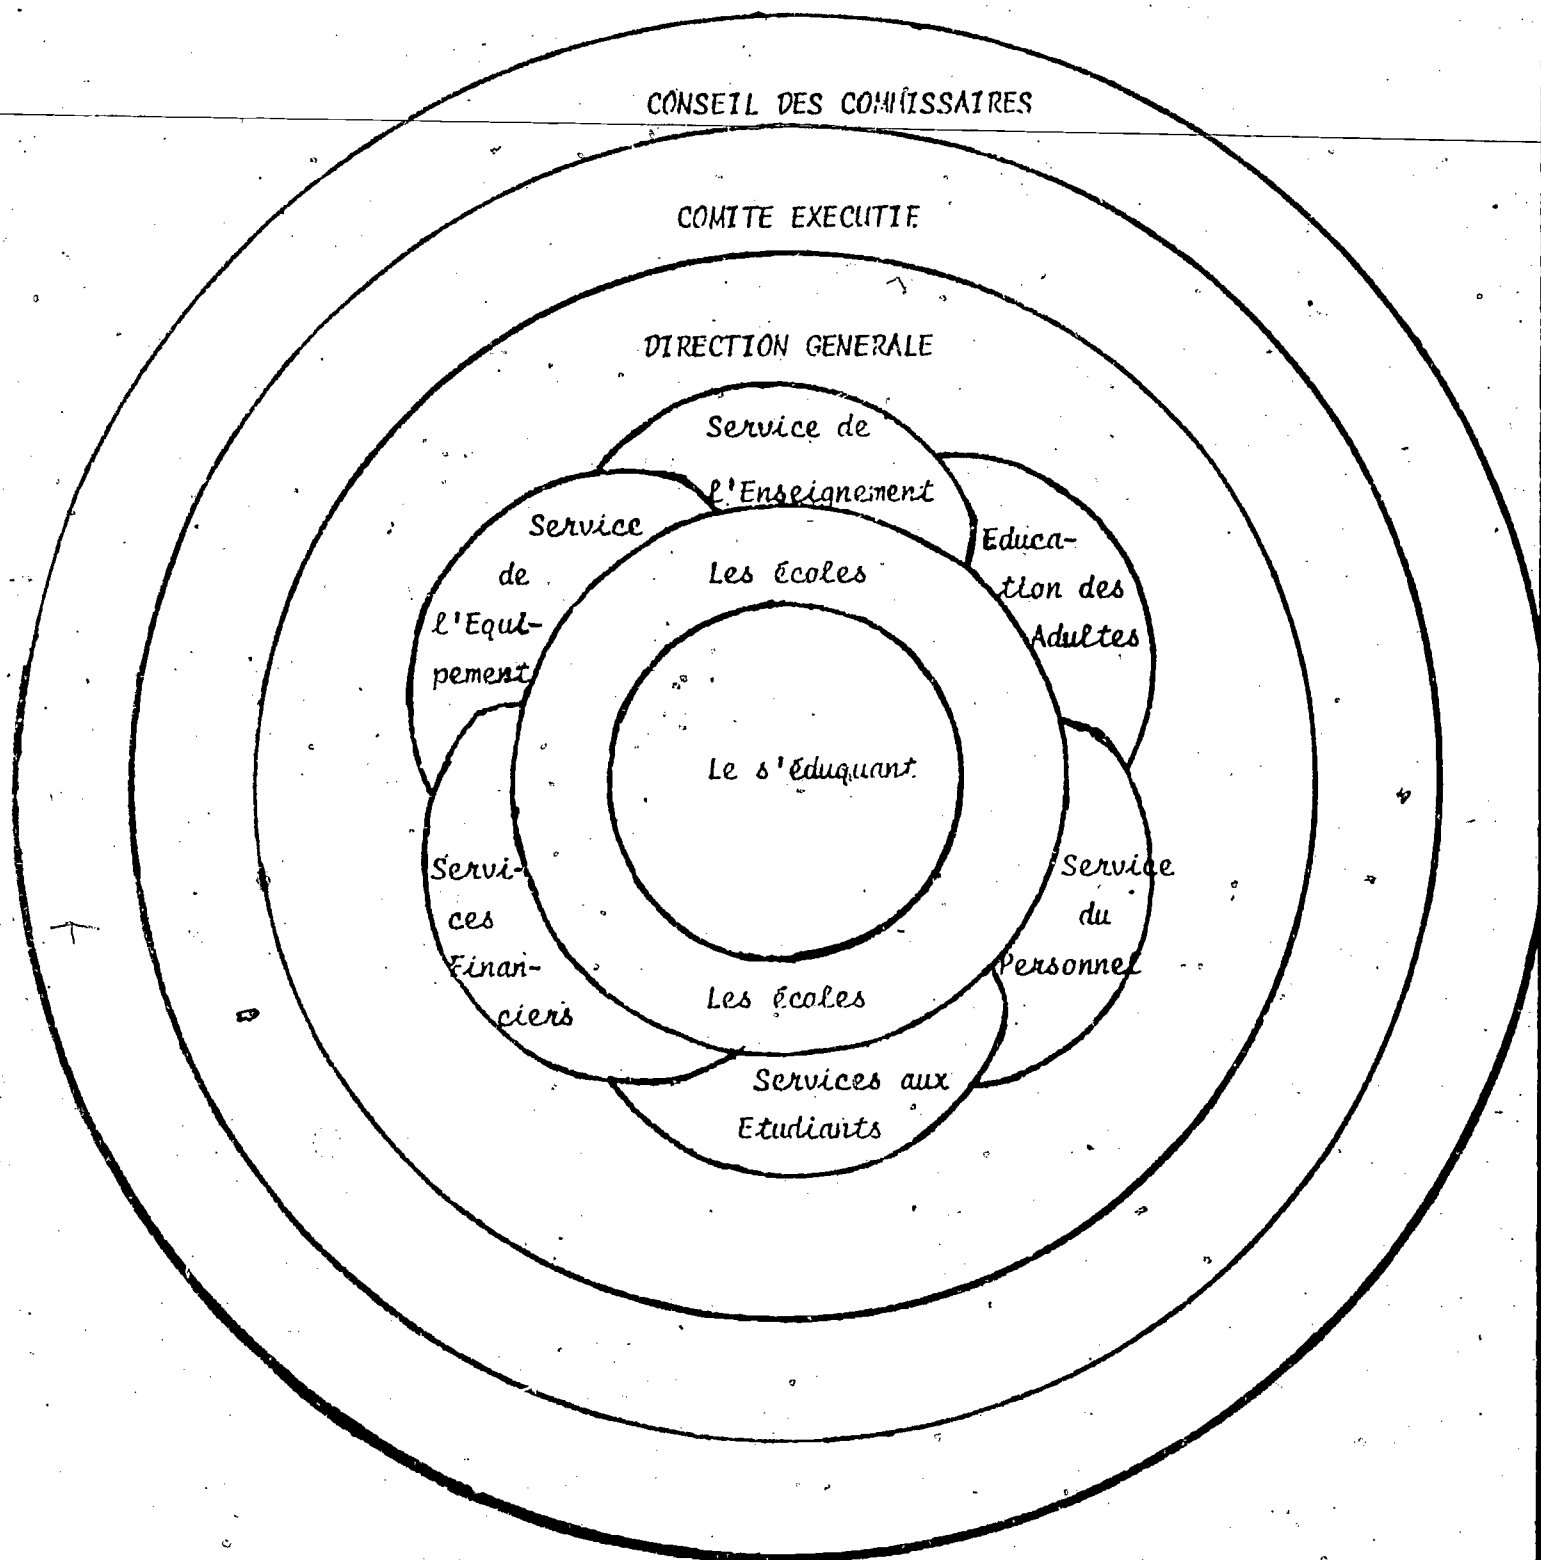 CONSEIL DES COMMISSAIRES
COMITE EXECUTIF
DIRECTION GENERALE
Service de
l'Enseignement
Service
de
l'Equi-
pement
Educa-
tion des
Adultes
Les écoles
Le s'éduquant
Servi-
ces
Finan-
ciers
Service
du
Personnel
Les écoles
Services aux
Etudiants